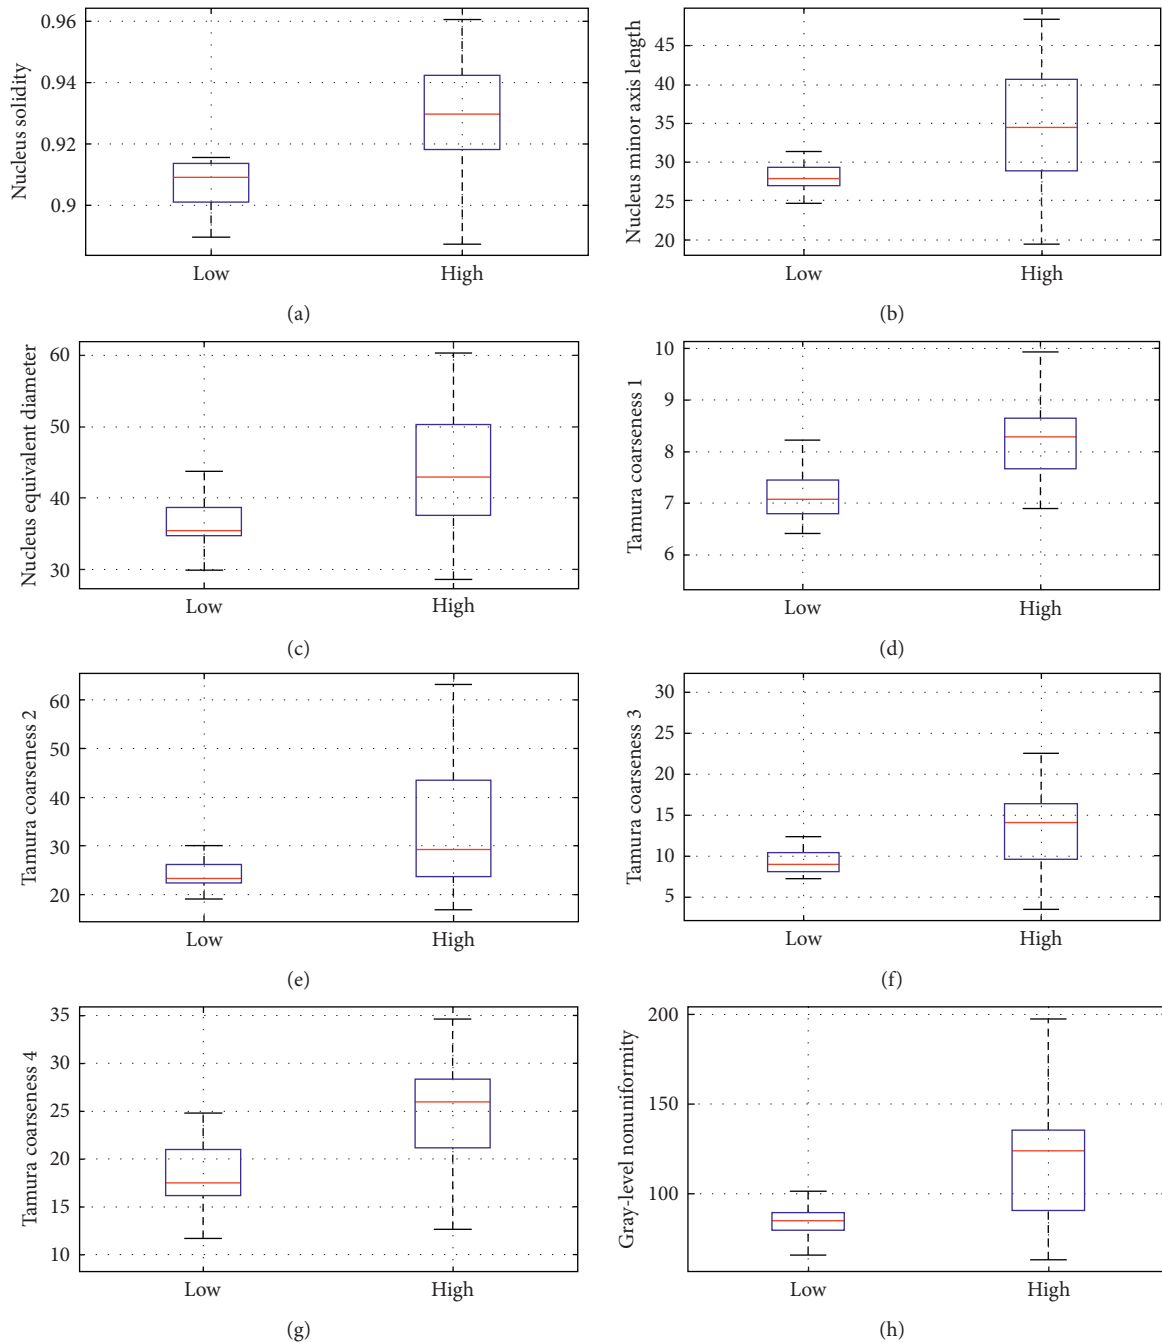 Nucleus solidity
0.96
0.94
0.92
0.9
Low High
(a)
Nucleus minor axis length
45
40
35
30
25
20
Low High
(b)
Nucleus equivalent diameter
60
50
40
30
Low High
(c)
Tamura coarseness 1
10
9
8
7
6
Low High
(d)
Tamura coarseness 2
60
50
40
30
20
Low High
(e)
Tamura coarseness 3
30
25
20
15
10
5
Low High
(f)
Tamura coarseness 4
35
30
25
20
15
10
Low High
(g)
Gray-level nonuniformity
200
150
100
Low High
(h)